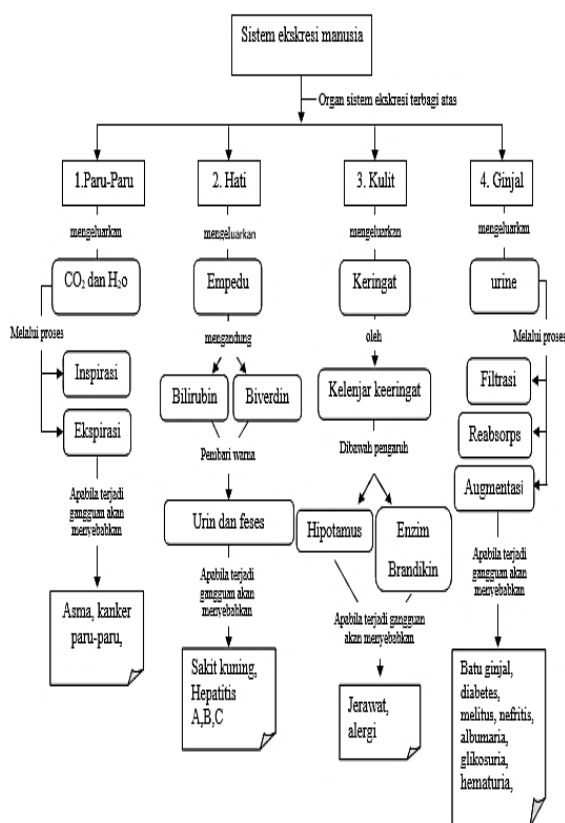 Sistem ekskresi manusia
Organ sistem ekskresi terbagi atas
1.Paru-Paru
mengeluarkan
CO₂ dan H₂o
Melalui proses
Inspirasi
Ekspirasi
Apabila terjadi
gangguam akan
menyebabkan
Asma, kanker
paru-paru,
2. Hati
mengeluarkan
Empedu
mengandung
Bilirubin
Biverdin
Pembari warna
Urin dan feses
Apabila terjadi
gangguam akan
menyebabkan
Sakit kuning,
Hepatitis
A,B,C
3. Kulit
mengeluarkan
Keringat
oleh
Kelenjar keeringat
Dibawah pengaruh
Hipotamus
Enzim
Brandikin
Apabila terjadi gangguam
akan menyebabkan
Jerawat,
alergi
4. Ginjal
mengeluarkan
urine
Melalui proses
Filtrasi
Reabsorps
Augmentasi
Apabila terjadi
gangguam akan
menyebabkan
Batu ginjal,
diabetes,
melitus, nefritis,
albumaria,
glikosuria,
hematuria,